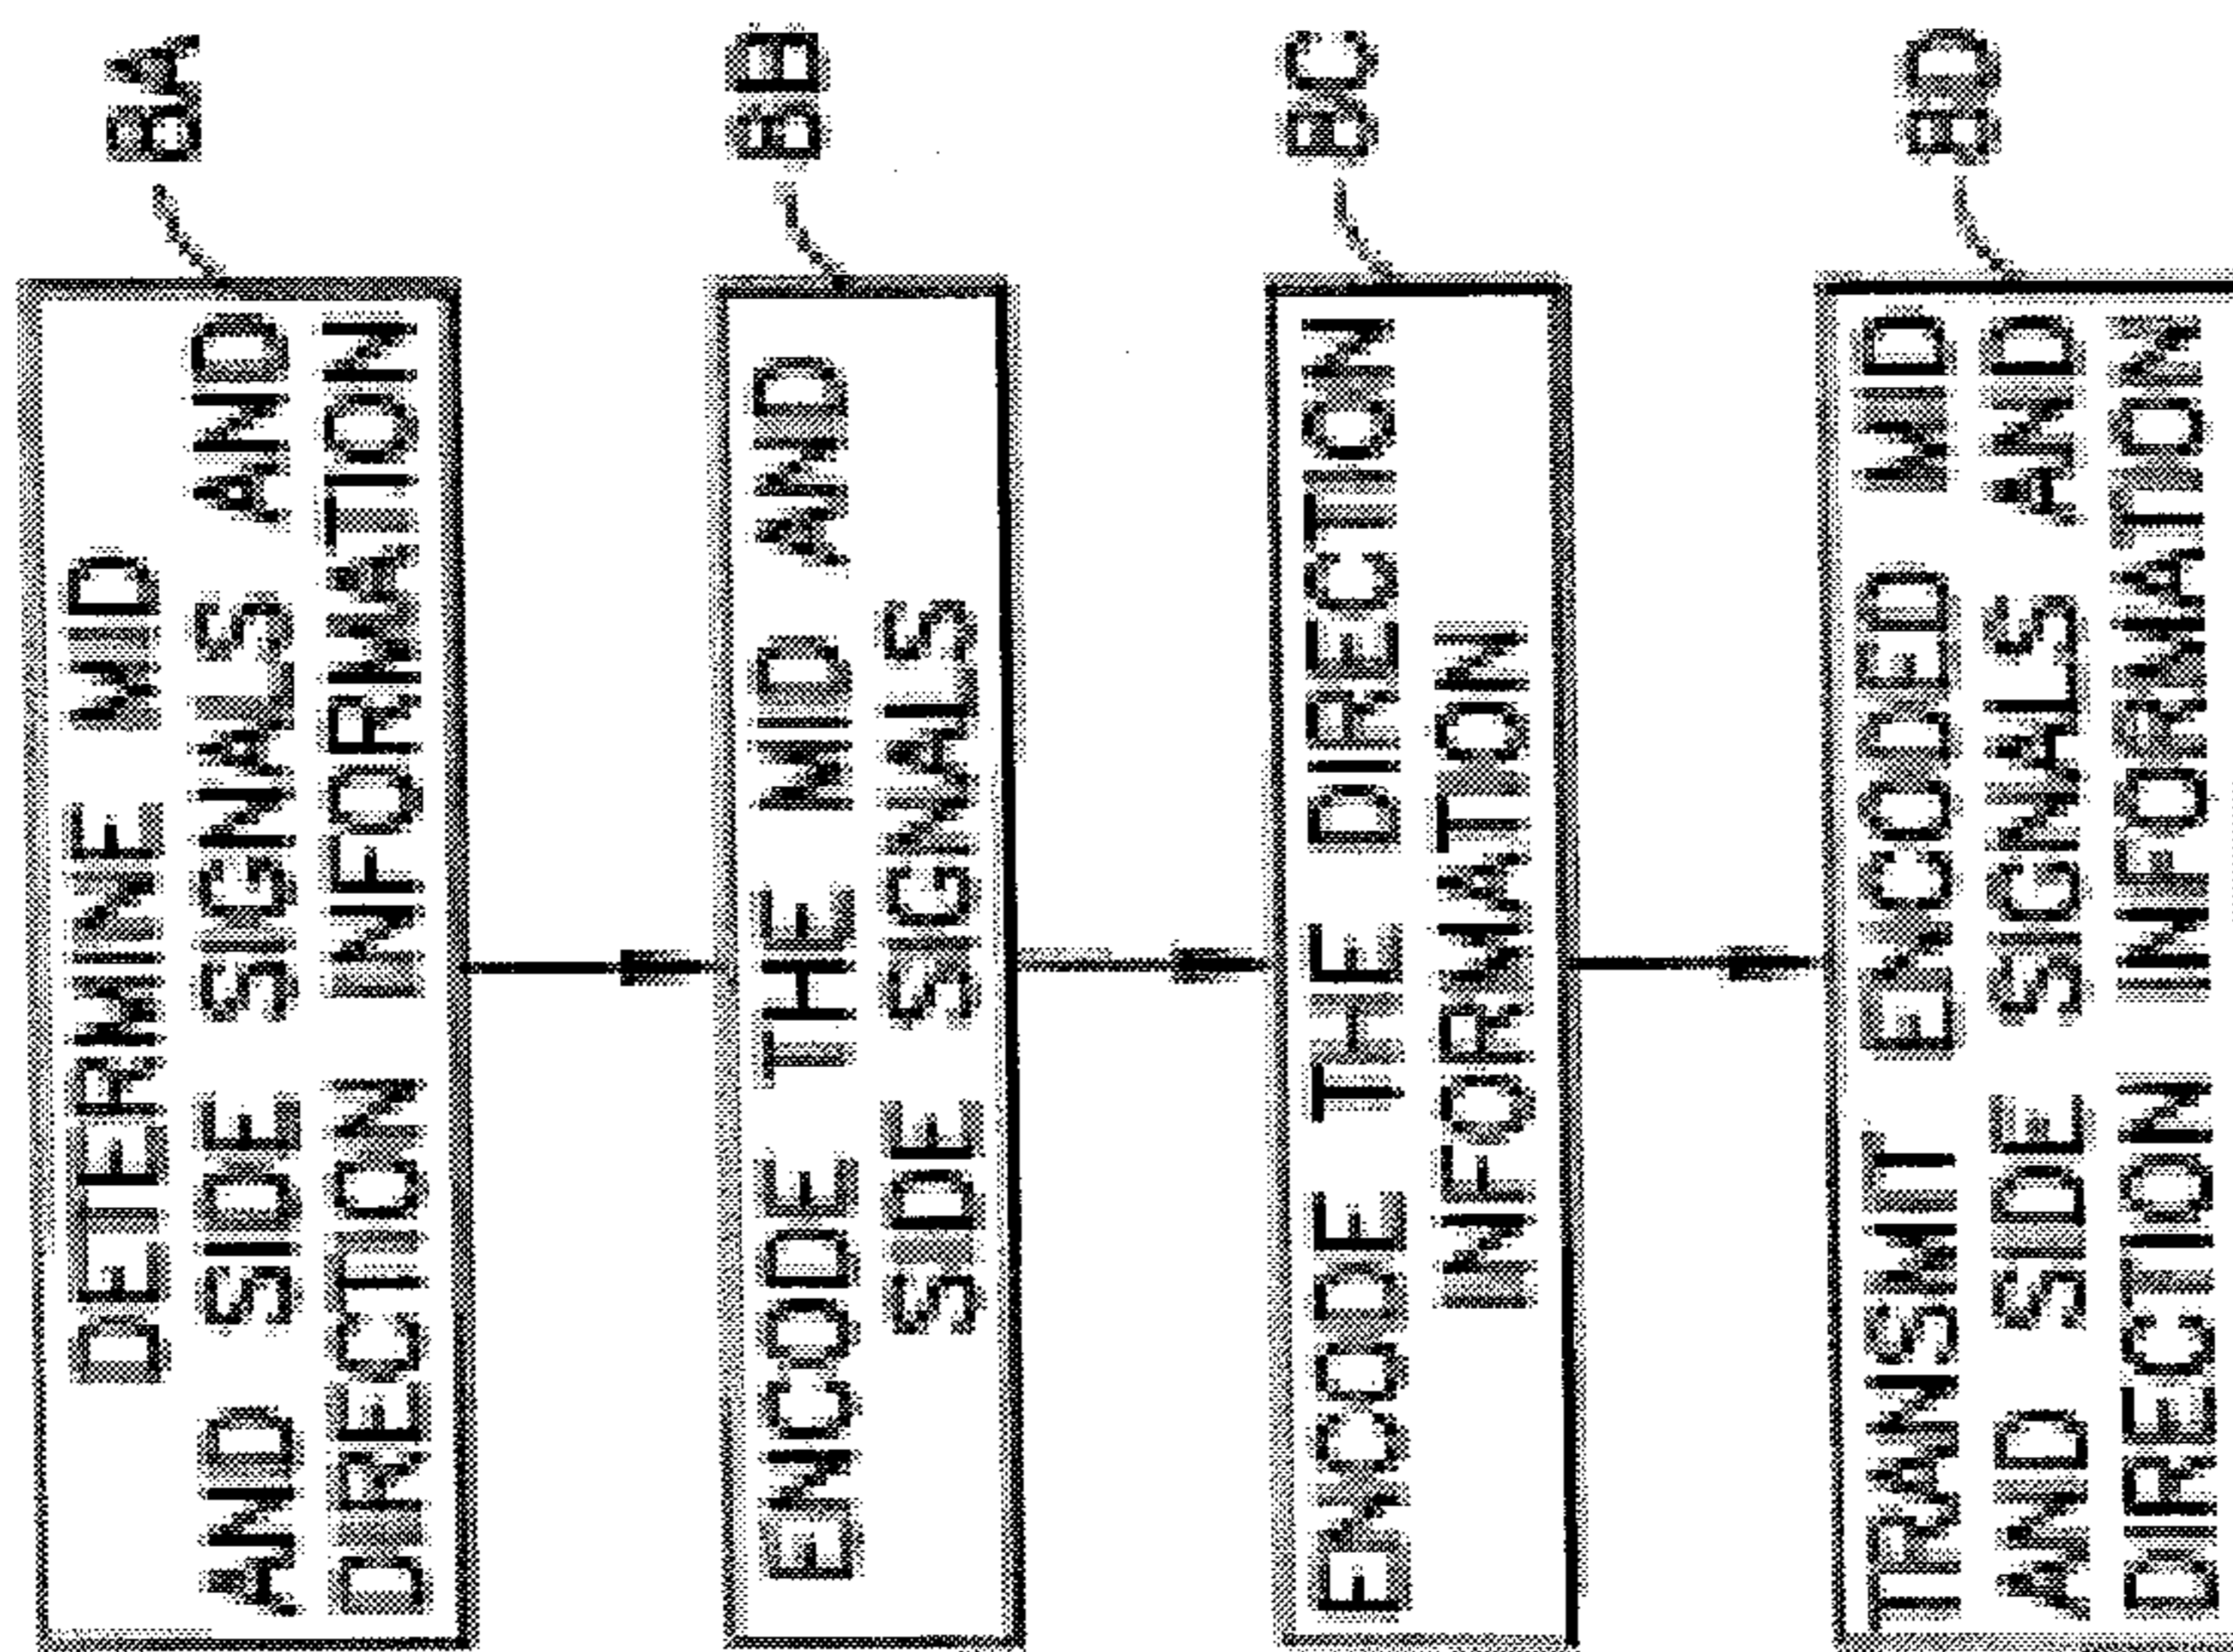 8A
DETERMINE MID
AND SIDE SIGNALS AND
DIRECTION INFORMATION
8B
ENCODE THE MID AND
SIDE SIGNALS
8C
ENCODE THE DIRECTION
INFORMATION
8D
TRANSMIT ENCODED MID
AND SIDE SIGNALS AND
DIRECTION INFORMATION